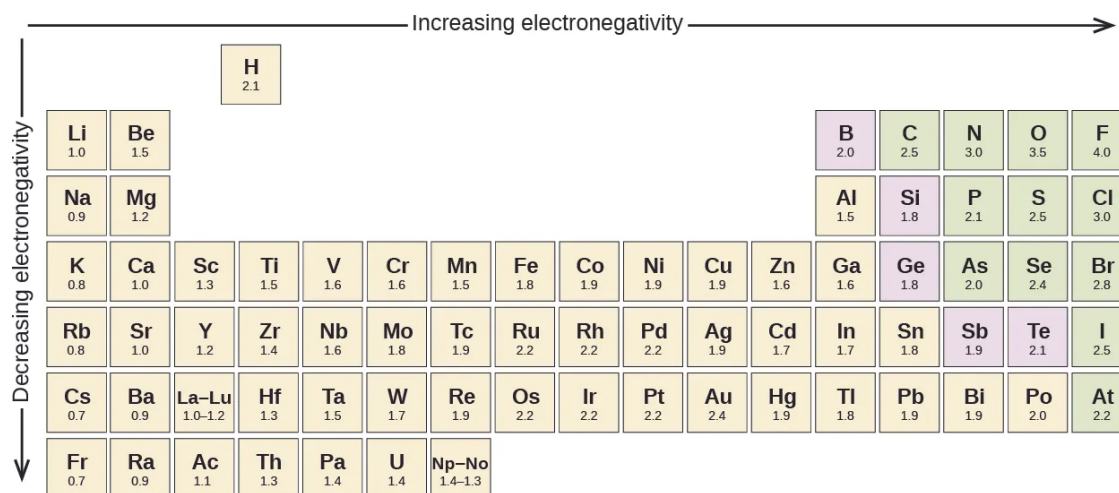 Increasing electronegativity
Decreasing electronegativity
H
2.1
Li Be B C N O F
1.0 1.5 2.0 2.5 3.0 3.5 4.0
Na Mg Al Si P S Cl
0.9 1.2 1.5 1.8 2.1 2.5 3.0
K Ca Sc Ti V Cr Mn Fe Co Ni Cu Zn Ga Ge As Se Br
0.8 1.0 1.3 1.5 1.6 1.6 1.5 1.8 1.9 1.9 1.9 1.6 1.6 1.8 2.0 2.4 2.8
Rb Sr Y Zr Nb Mo Tc Ru Rh Pd Ag Cd In Sn Sb Te I
0.8 1.0 1.2 1.4 1.6 1.8 1.9 2.2 2.2 2.2 1.9 1.7 1.7 1.8 1.9 2.1 2.5
Cs Ba La–Lu Hf Ta W Re Os Ir Pt Au Hg Tl Pb Bi Po At
0.7 0.9 1.0–1.2 1.3 1.5 1.7 1.9 2.2 2.2 2.2 2.4 1.9 1.8 1.9 1.9 2.0 2.2
Fr Ra Ac Th Pa U Np–No
0.7 0.9 1.1 1.3 1.4 1.4 1.4–1.3